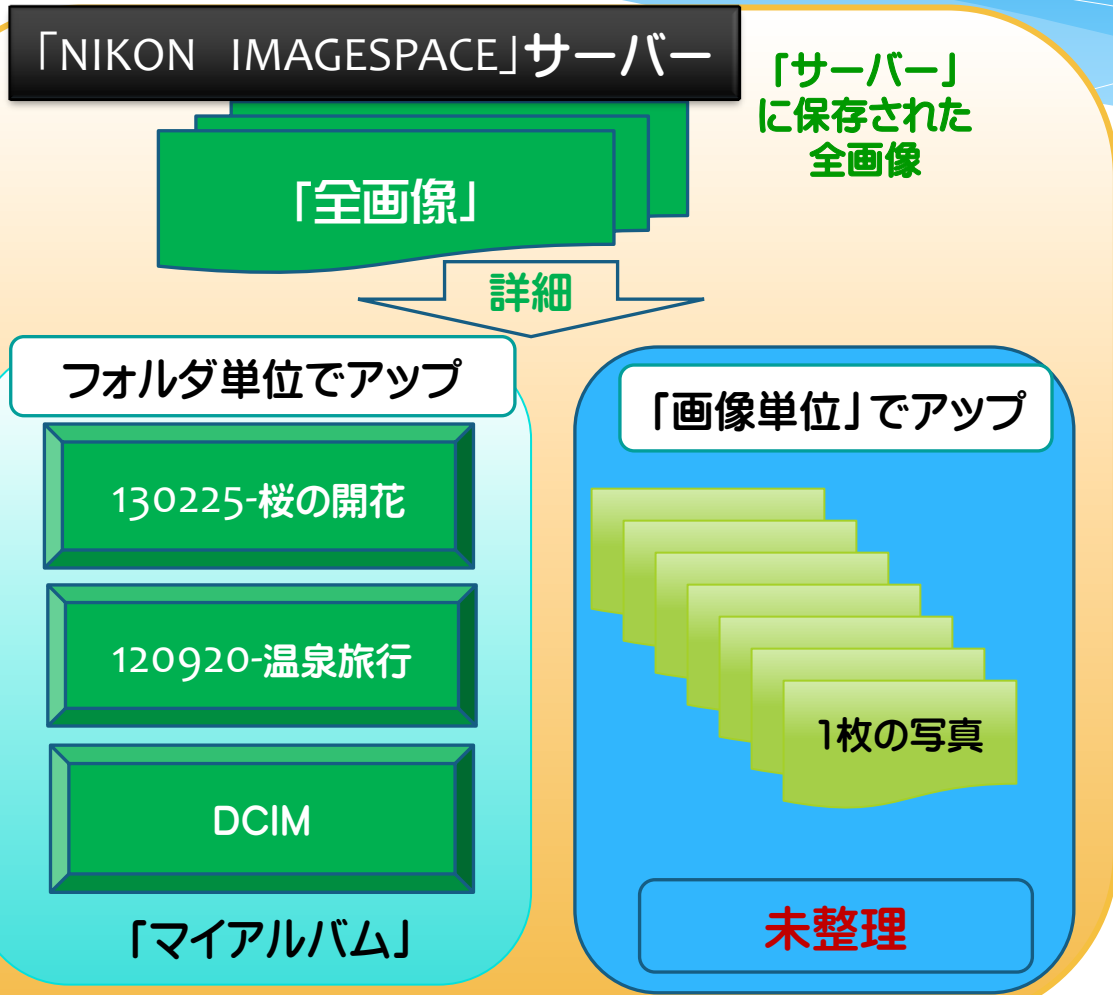 「NIKON　IMAGESPACE」サーバー
「サーバー」
に保存された
全画像
「全画像」
詳細
フォルダ単位でアップ
130225-桜の開花
120920-温泉旅行
DCIM
「マイアルバム」
「画像単位」でアップ
1枚の写真
未整理